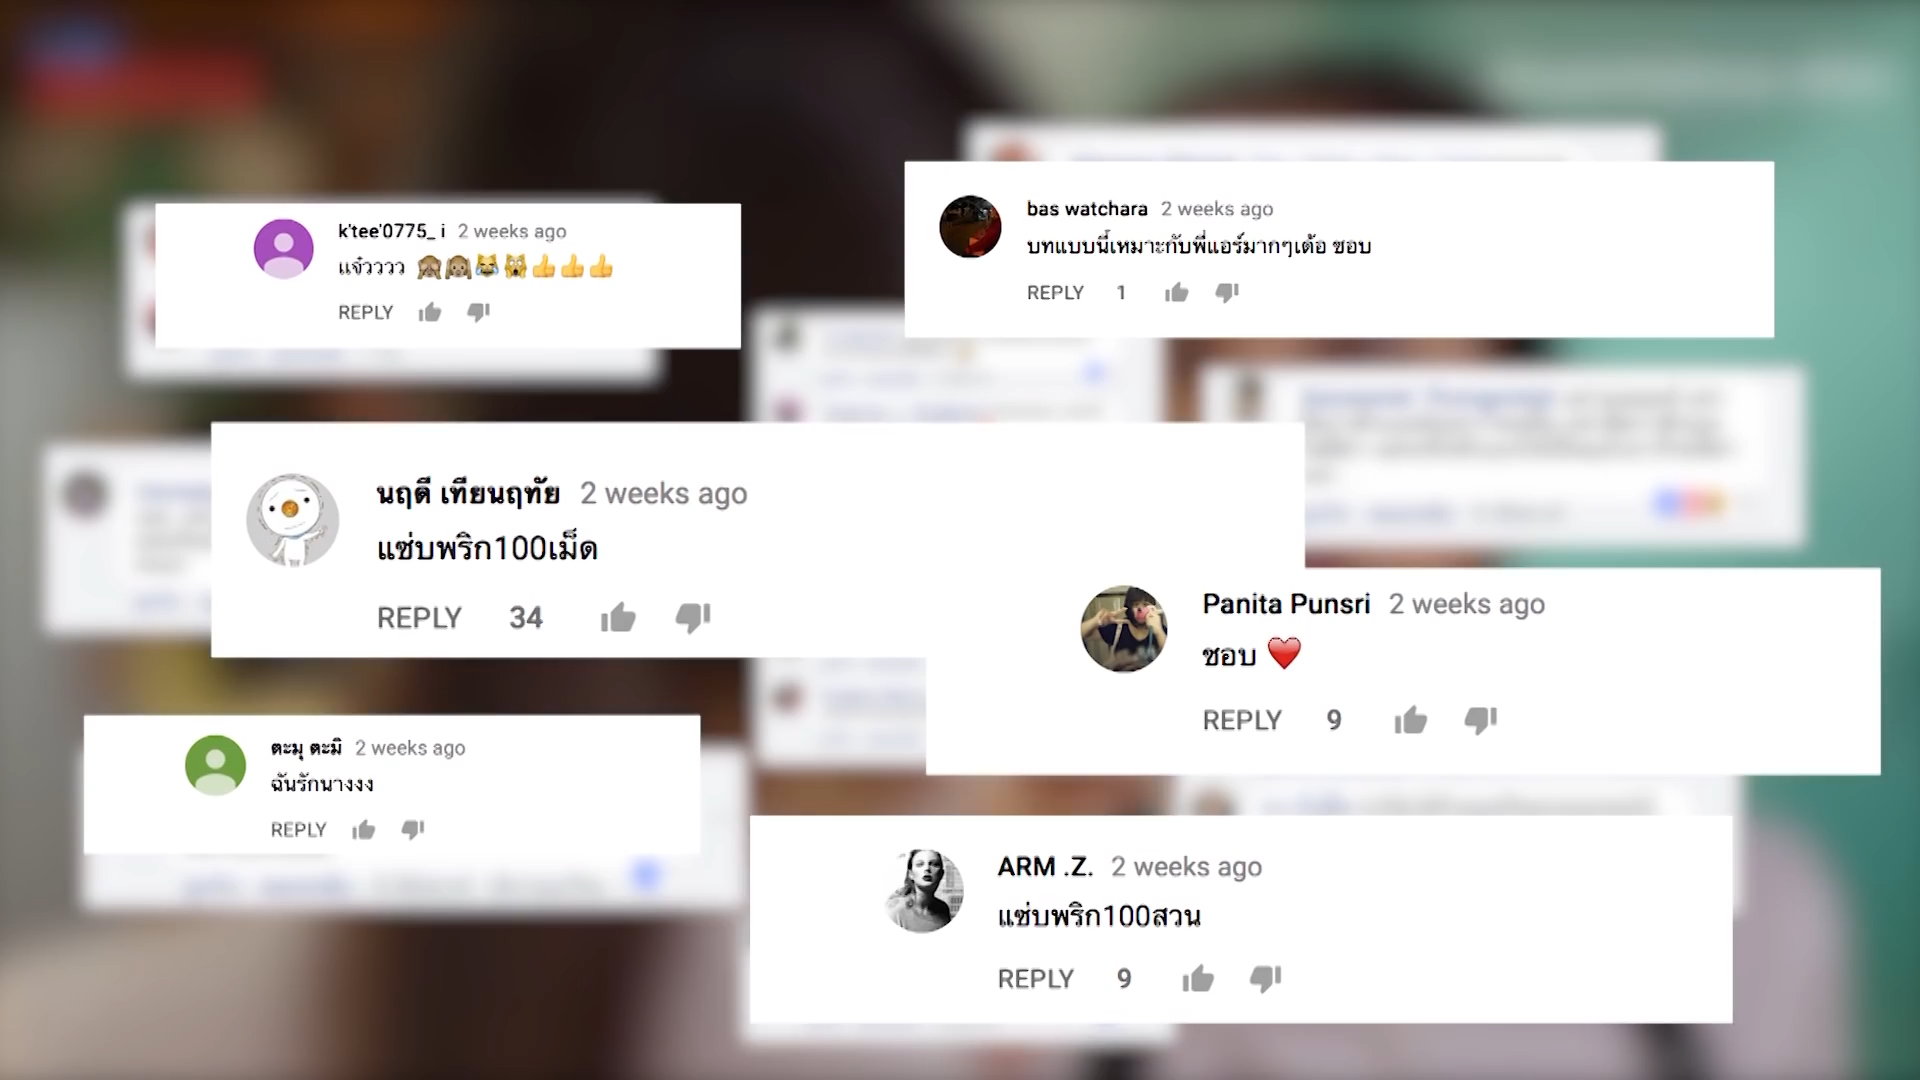 k'tee'0775_ i 2 weeks ago
แจ๋วววว 🙈🙊😹🙀👍👍👍
REPLY
bas watchara 2 weeks ago
บทแบบนี้เหมาะกับพี่แอร์มากๆเด้อ ชอบ
REPLY 1
นฤดี เทียนฤทัย 2 weeks ago
แซ่บพริก100เม็ด
REPLY 34
Panita Punsri 2 weeks ago
ชอบ ❤️
REPLY 9
ตะมุ ตะมิ 2 weeks ago
ฉันรักนางงง
REPLY
ARM .Z. 2 weeks ago
แซ่บพริก100สวน
REPLY 9